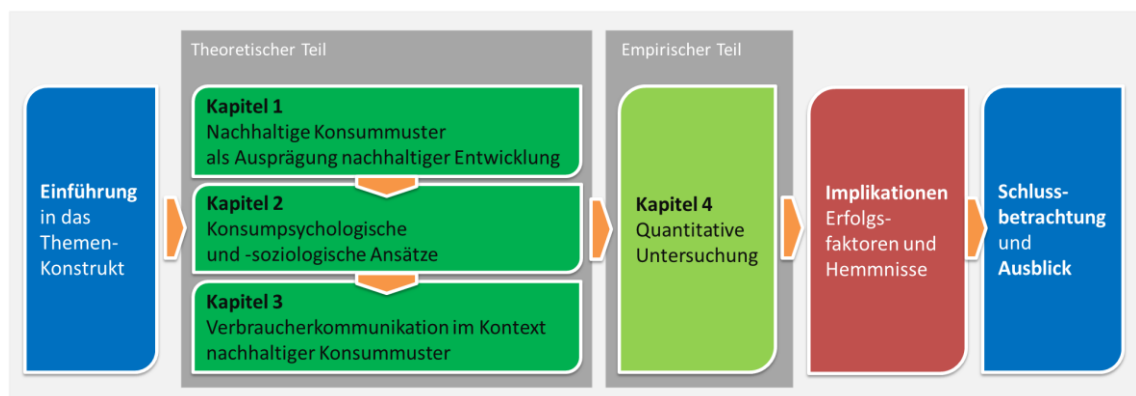 Einführung
in das
Themen-
Konstrukt
Theoretischer Teil
Kapitel 1
Nachhaltige Konsummuster
als Ausprägung nachhaltiger Entwicklung
Kapitel 2
Konsumpsychologische
und -soziologische Ansätze
Kapitel 3
Verbraucherkommunikation im Kontext
nachhaltiger Konsummuster
Empirischer Teil
Kapitel 4
Quantitative
Untersuchung
Implikationen
Erfolgs-
faktoren und
Hemmnisse
Schluss-
betrachtung
und
Ausblick